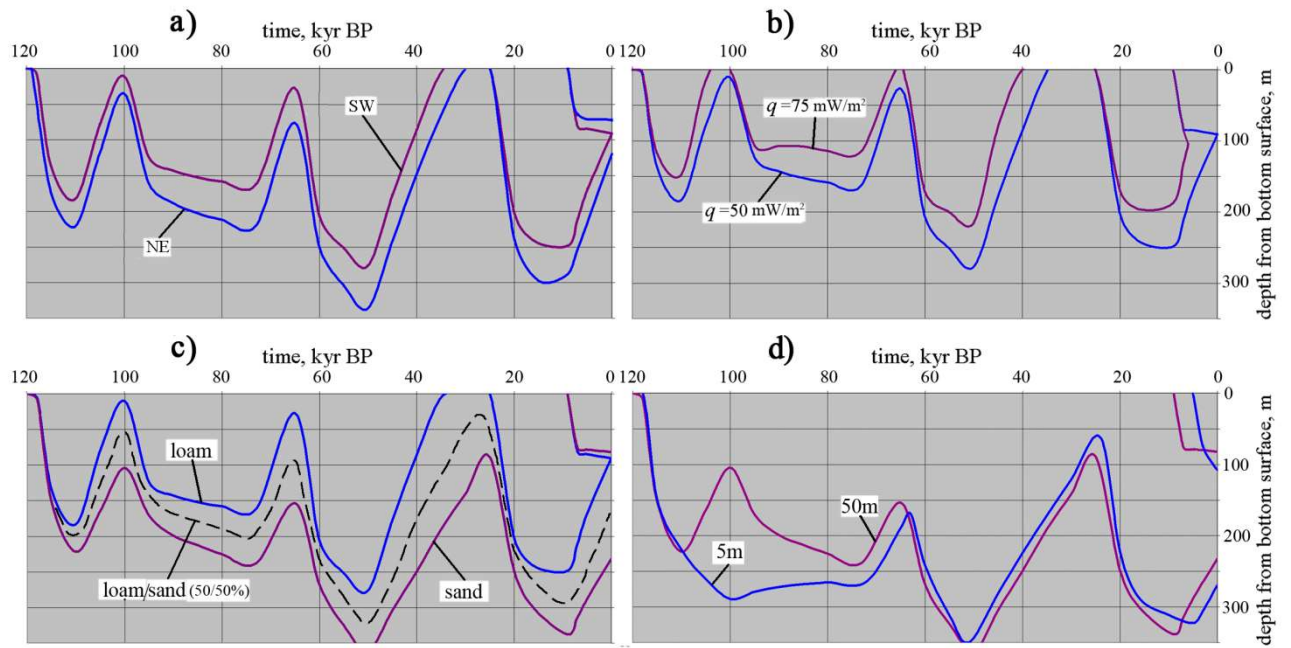 a)
time, kyr BP
120 100 80 60 40 20 0
SW
NE
b)
time, kyr BP
120 100 80 60 40 20 0
q =75 mW/m²
q =50 mW/m²
0
100
200
300
depth from bottom surface, m
c)
time, kyr BP
120 100 80 60 40 20 0
loam
loam/sand (50/50%)
sand
d)
time, kyr BP
120 100 80 60 40 20 0
50m
5m
0
100
200
300
depth from bottom surface, m